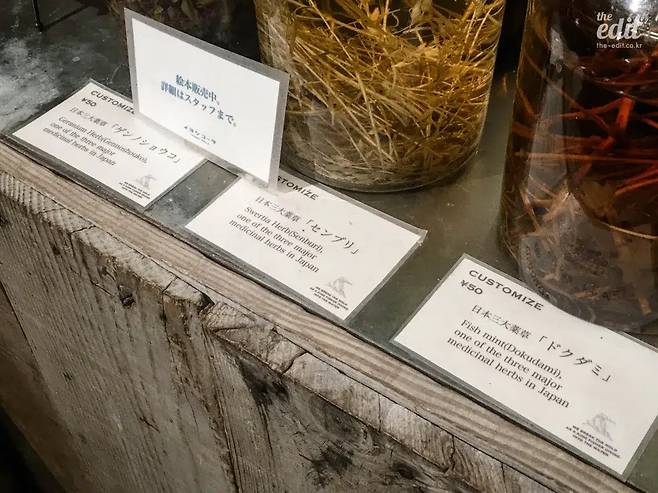 the
edit
the-edit.co.kr
絵本販売中。
詳細はスタッフまで。
CUSTOMIZE
¥50
日本三大薬草「ゲンノショウコ」
Geranium Herb(Gennoshouko),
one of the three major
medicinal herbs in Japan
CUSTOMIZE
日本三大薬草「センブリ」
Swertia Herb(Senburi),
one of the three major
medicinal herbs in Japan
CUSTOMIZE
¥50
日本三大薬草「ドクダミ」
Fish mint(Dokudami),
one of the three major
medicinal herbs in Japan
WE BREAK THE MOLD